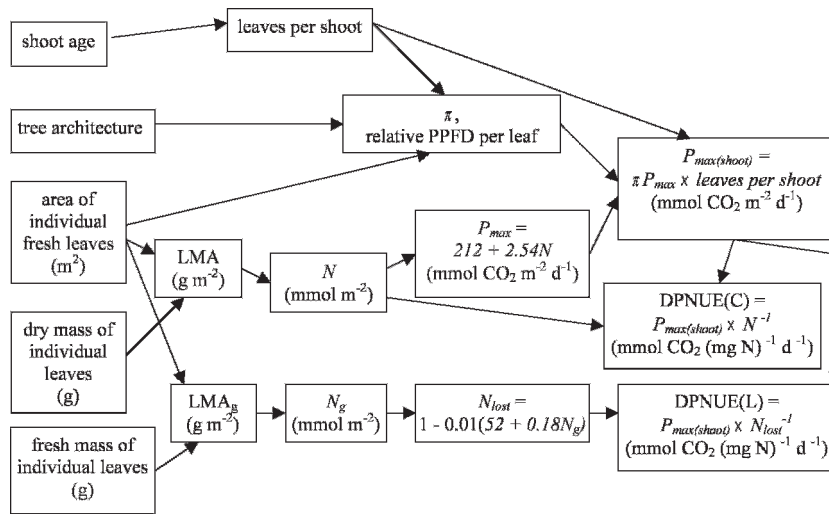 shoot age
leaves per shoot
tree architecture
π,
relative PPFD per leaf
P_max(shoot) =
πP_max x leaves per shoot
(mmol CO₂ m⁻² d⁻¹)
area of
individual
fresh leaves
(m²)
LMA
(g m⁻²)
N
(mmol m⁻²)
P_max =
212 + 2.54N
(mmol CO₂ m⁻² d⁻¹)
DPNUE(C) =
P_max(shoot) x N⁻¹
(mmol CO₂ (mg N)⁻¹ d⁻¹)
dry mass of
individual
leaves
(g)
LMA_g
(g m⁻²)
N_g
(mmol m⁻²)
N_lost =
1 - 0.01(52 + 0.18N_g)
DPNUE(L) =
P_max(shoot) x N_lost⁻¹
(mmol CO₂ (mg N)⁻¹ d⁻¹)
fresh mass of
individual leaves
(g)